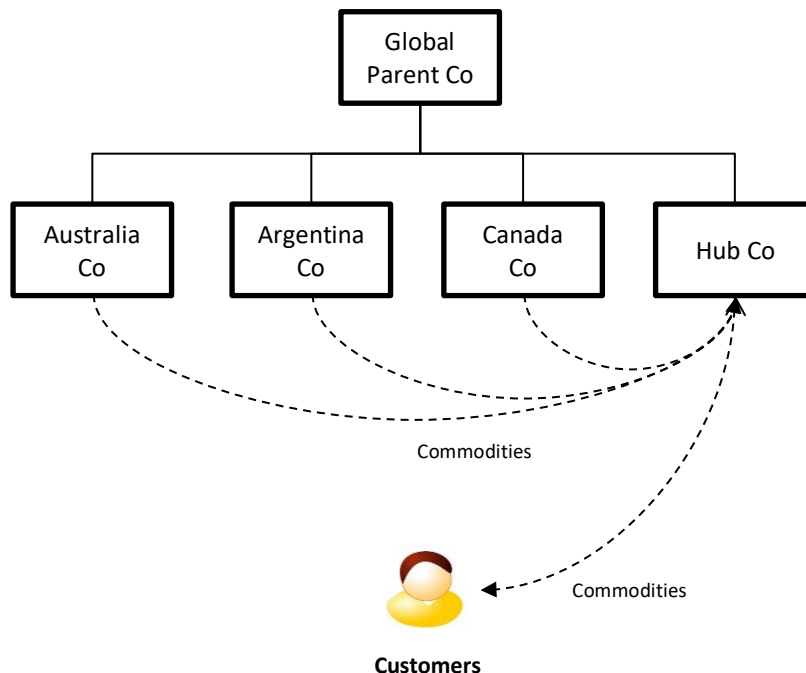 Global
Parent Co
Australia
Co
Argentina
Co
Canada
Co
Hub Co
Commodities
Commodities
Customers